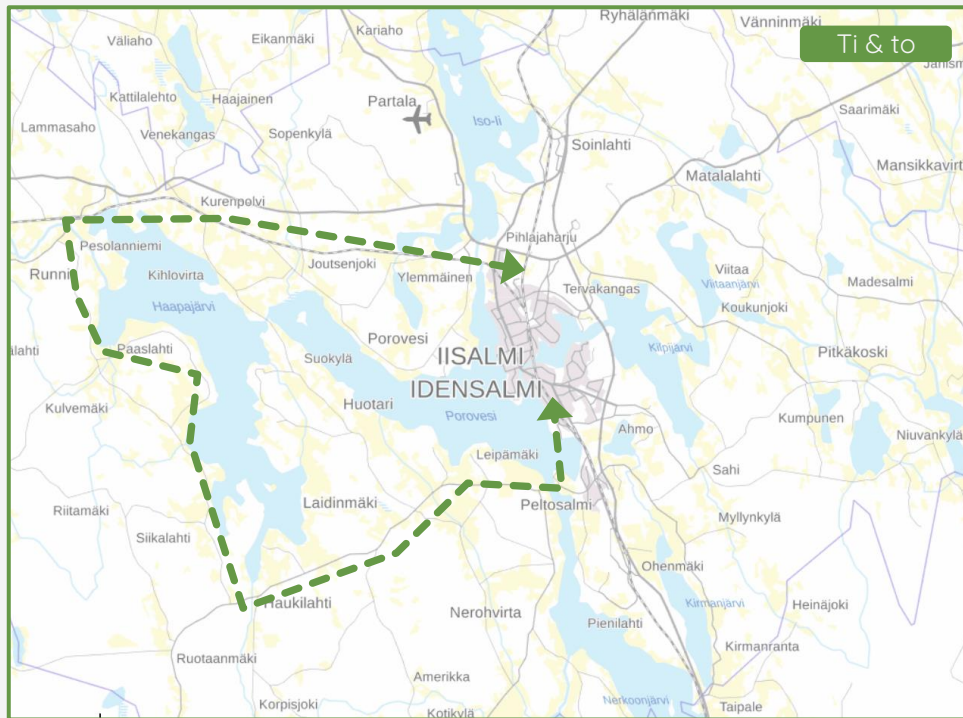 Ti & to
Ryhälänmäki
Vänninmäki
Kariaho
Väliaho
Eikanmäki
Kattilalehto
Haajainen
Partala
Lammasaho
Venekangas
Sopenkylä
Iso-Ii
Saarimäki
Soinlahti
Matalalahti
Kurenpolvi
Pihlajaharju
Pesolanniemi
Runni
Kihlovirta
Joutsenjoki
Ylemmäinen
Tervakangas
Viitaa
Viitaanjärvi
Madesalmi
Haapajärvi
Koukunjoki
Paaslahti
Suokylä
Porovesi
IISALMI
IDENSALMI
Kilpijärvi
Pitkäkoski
Kulvemäki
Huotari
Porovesi
Ahmo
Kumpunen
Niuvankylä
Leipämäki
Sahi
Riitamäki
Laidinmäki
Peltosalmi
Myllynkylä
Siikalahti
Ohenmäki
Haukilahti
Nerohvirta
Kirmanjärvi
Heinäjoki
Pienilahti
Ruotaanmäki
Kirmanranta
Amerikka
Korpisjoki
Kotikylä
Nerkoonjärvi
Taipale